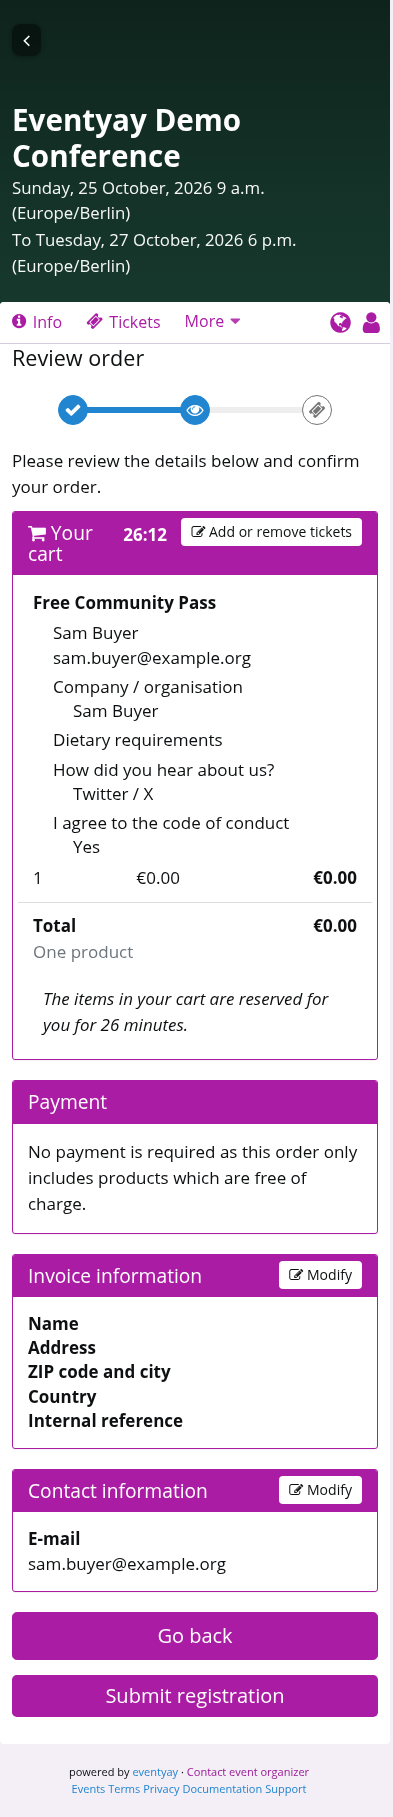 Eventyay Demo
Conference
Sunday, 25 October, 2026 9 a.m.
(Europe/Berlin)
To Tuesday, 27 October, 2026 6 p.m.
(Europe/Berlin)
Info Tickets More
Review order
Please review the details below and confirm
your order.
Your cart 26:12 Add or remove tickets
Free Community Pass
Sam Buyer
sam.buyer@example.org
Company / organisation
Sam Buyer
Dietary requirements
How did you hear about us?
Twitter / X
I agree to the code of conduct
Yes
1 €0.00 €0.00
Total €0.00
One product
The items in your cart are reserved for
you for 26 minutes.
Payment
No payment is required as this order only
includes products which are free of
charge.
Invoice information Modify
Name
Address
ZIP code and city
Country
Internal reference
Contact information Modify
E-mail
sam.buyer@example.org
Go back
Submit registration
powered by eventyay · Contact event organizer
Events Terms Privacy Documentation Support